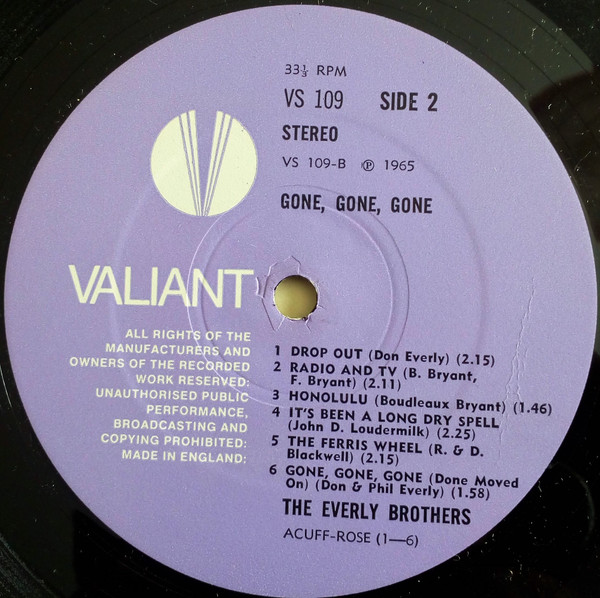 33⅓ RPM
VS 109 SIDE 2
STEREO
VS 109-B Ⓟ 1965
GONE, GONE, GONE
VALIANT
ALL RIGHTS OF THE
MANUFACTURERS AND
OWNERS OF THE RECORDED
WORK RESERVED:
UNAUTHORISED PUBLIC
PERFORMANCE,
BROADCASTING AND
COPYING PROHIBITED:
MADE IN ENGLAND;
1 DROP OUT (Don Everly) (2.15)
2 RADIO AND TV (B. Bryant,
F. Bryant) (2.11)
3 HONOLULU (Boudleaux Bryant) (1.46)
4 IT'S BEEN A LONG DRY SPELL
(John D. Loudermilk) (2.25)
5 THE FERRIS WHEEL (R. & D.
Blackwell) (2.15)
6 GONE, GONE, GONE (Done Moved
On) (Don & Phil Everly) (1.58)
THE EVERLY BROTHERS
ACUFF-ROSE (1—6)